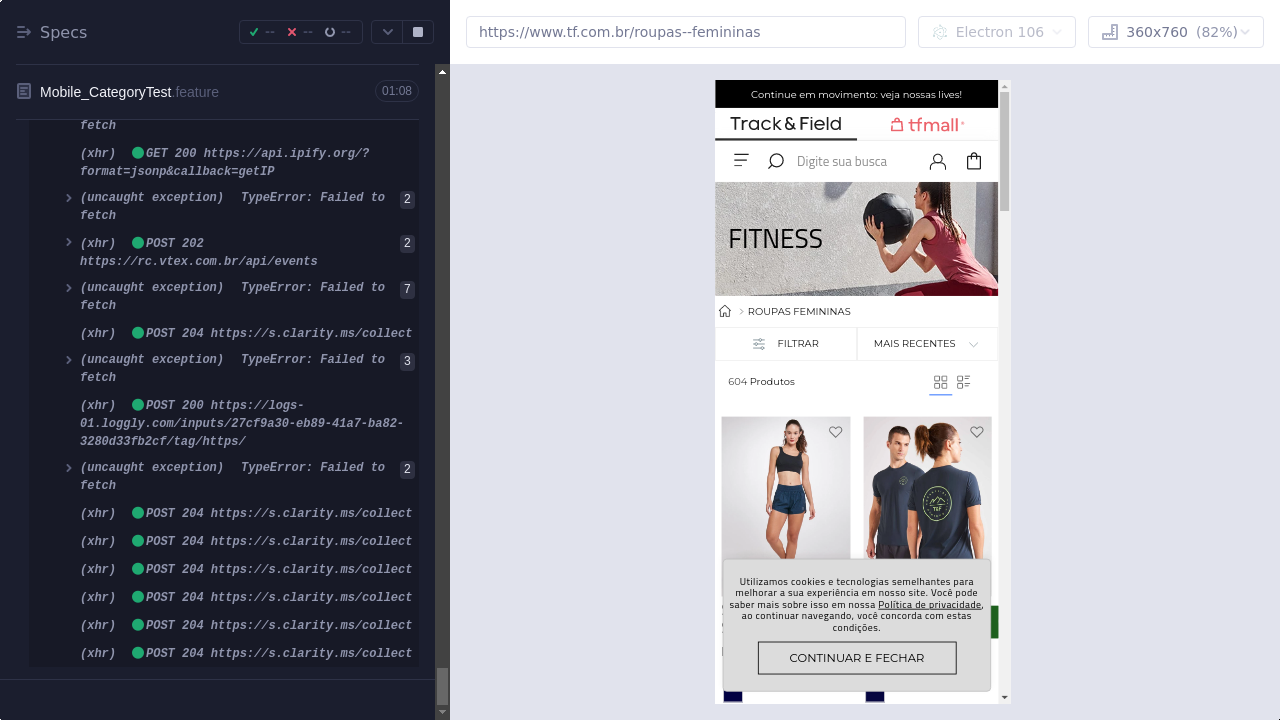 Specs
--
--
--
https://www.tf.com.br/roupas--femininas
Electron 106
360x760 (82%)
Mobile_CategoryTest.feature
01:08
fetch
(xhr) GET 200 https://api.ipify.org/?
format=jsonp&callback=getIP
(uncaught exception) TypeError: Failed to
fetch
2
(xhr) POST 202
https://rc.vtex.com.br/api/events
2
(uncaught exception) TypeError: Failed to
fetch
7
(xhr) POST 204 https://s.clarity.ms/collect
(uncaught exception) TypeError: Failed to
fetch
3
(xhr) POST 200 https://logs-
01.loggly.com/inputs/27cf9a30-eb89-41a7-ba82-
3280d33fb2cf/tag/https/
(uncaught exception) TypeError: Failed to
fetch
2
(xhr) POST 204 https://s.clarity.ms/collect
(xhr) POST 204 https://s.clarity.ms/collect
(xhr) POST 204 https://s.clarity.ms/collect
(xhr) POST 204 https://s.clarity.ms/collect
(xhr) POST 204 https://s.clarity.ms/collect
(xhr) POST 204 https://s.clarity.ms/collect
Continue em movimento: veja nossas lives!
Track&Field
tfmall
Digite sua busca
FITNESS
ROUPAS FEMININAS
FILTRAR
MAIS RECENTES
604 Produtos
T&F
Utilizamos cookies e tecnologias semelhantes para
melhorar a sua experiência em nosso site. Você pode
saber mais sobre isso em nossa Política de privacidade,
ao continuar navegando, você concorda com estas
condições.
CONTINUAR E FECHAR